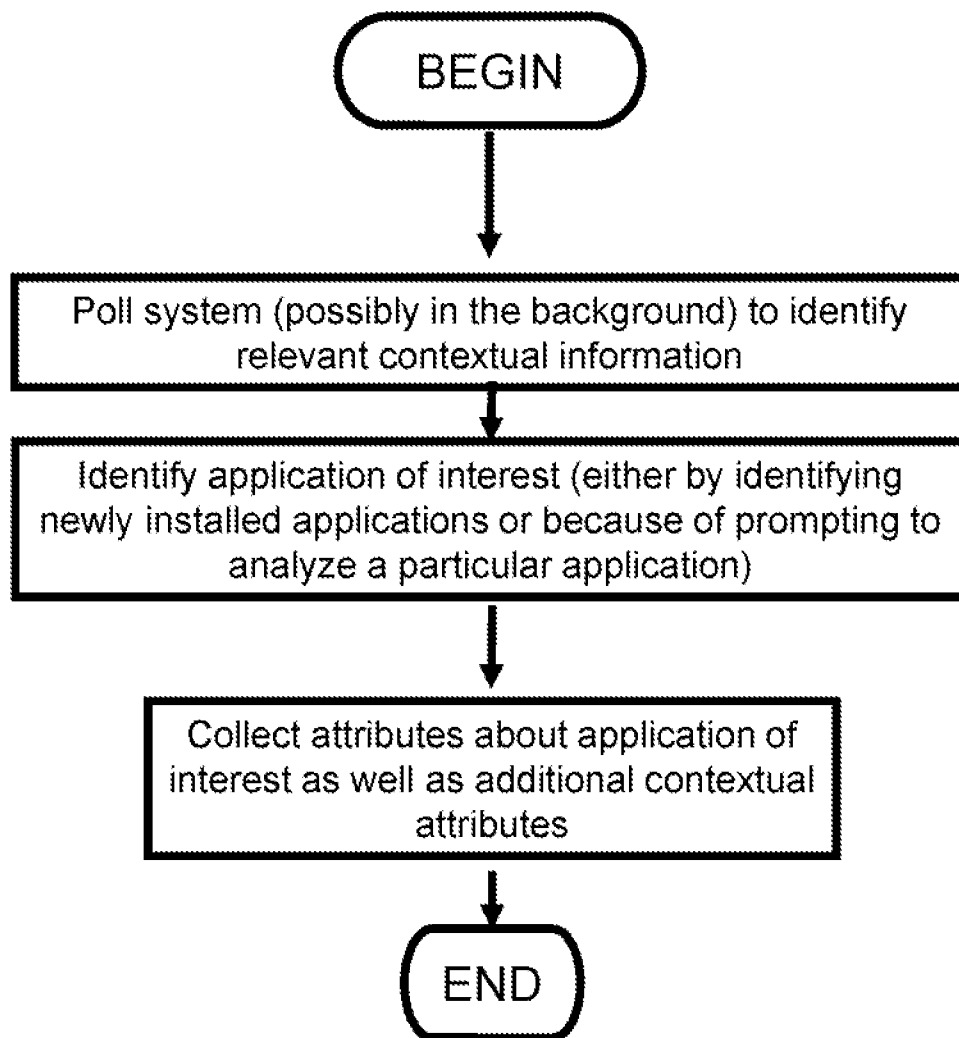 BEGIN
Poll system (possibly in the background) to identify
relevant contextual information
Identify application of interest (either by identifying
newly installed applications or because of prompting to
analyze a particular application)
Collect attributes about application of
interest as well as additional contextual
attributes
END